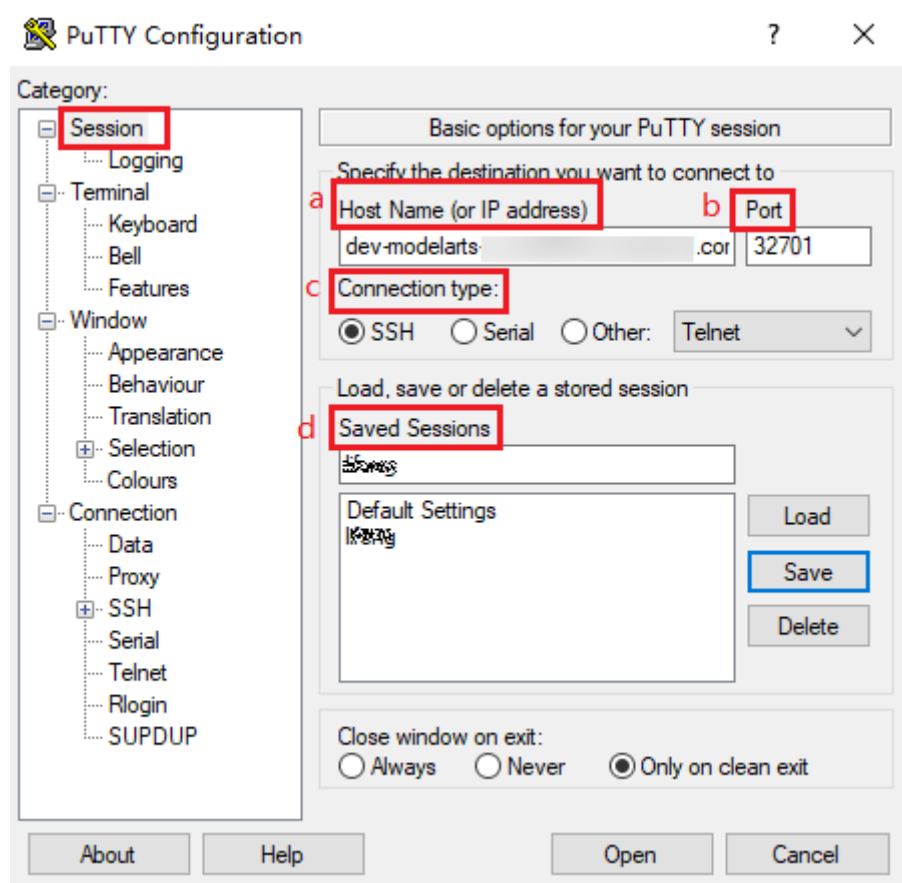 PuTTY Configuration ? ×
Category:
Session
Logging
Terminal
Keyboard
Bell
Features
Window
Appearance
Behaviour
Translation
Selection
Colours
Connection
Data
Proxy
SSH
Serial
Telnet
Rlogin
SUPDUP
Basic options for your PuTTY session
Specify the destination you want to connect to
a Host Name (or IP address) b Port
dev-modelarts- .cor 32701
c Connection type:
SSH Serial Other: Telnet
Load, save or delete a stored session
d Saved Sessions
Default Settings
Load
Save
Delete
Close window on exit:
Always Never Only on clean exit
About Help Open Cancel